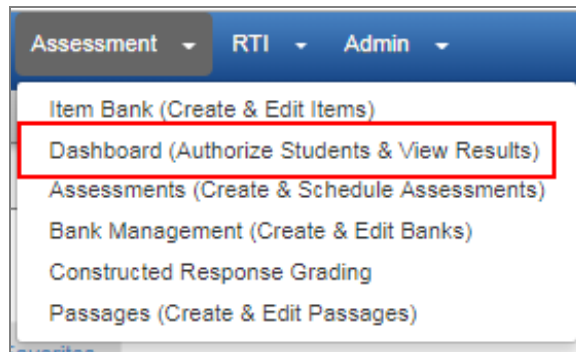 Assessment RTI Admin
Item Bank (Create & Edit Items)
Dashboard (Authorize Students & View Results)
Assessments (Create & Schedule Assessments)
Bank Management (Create & Edit Banks)
Constructed Response Grading
Passages (Create & Edit Passages)